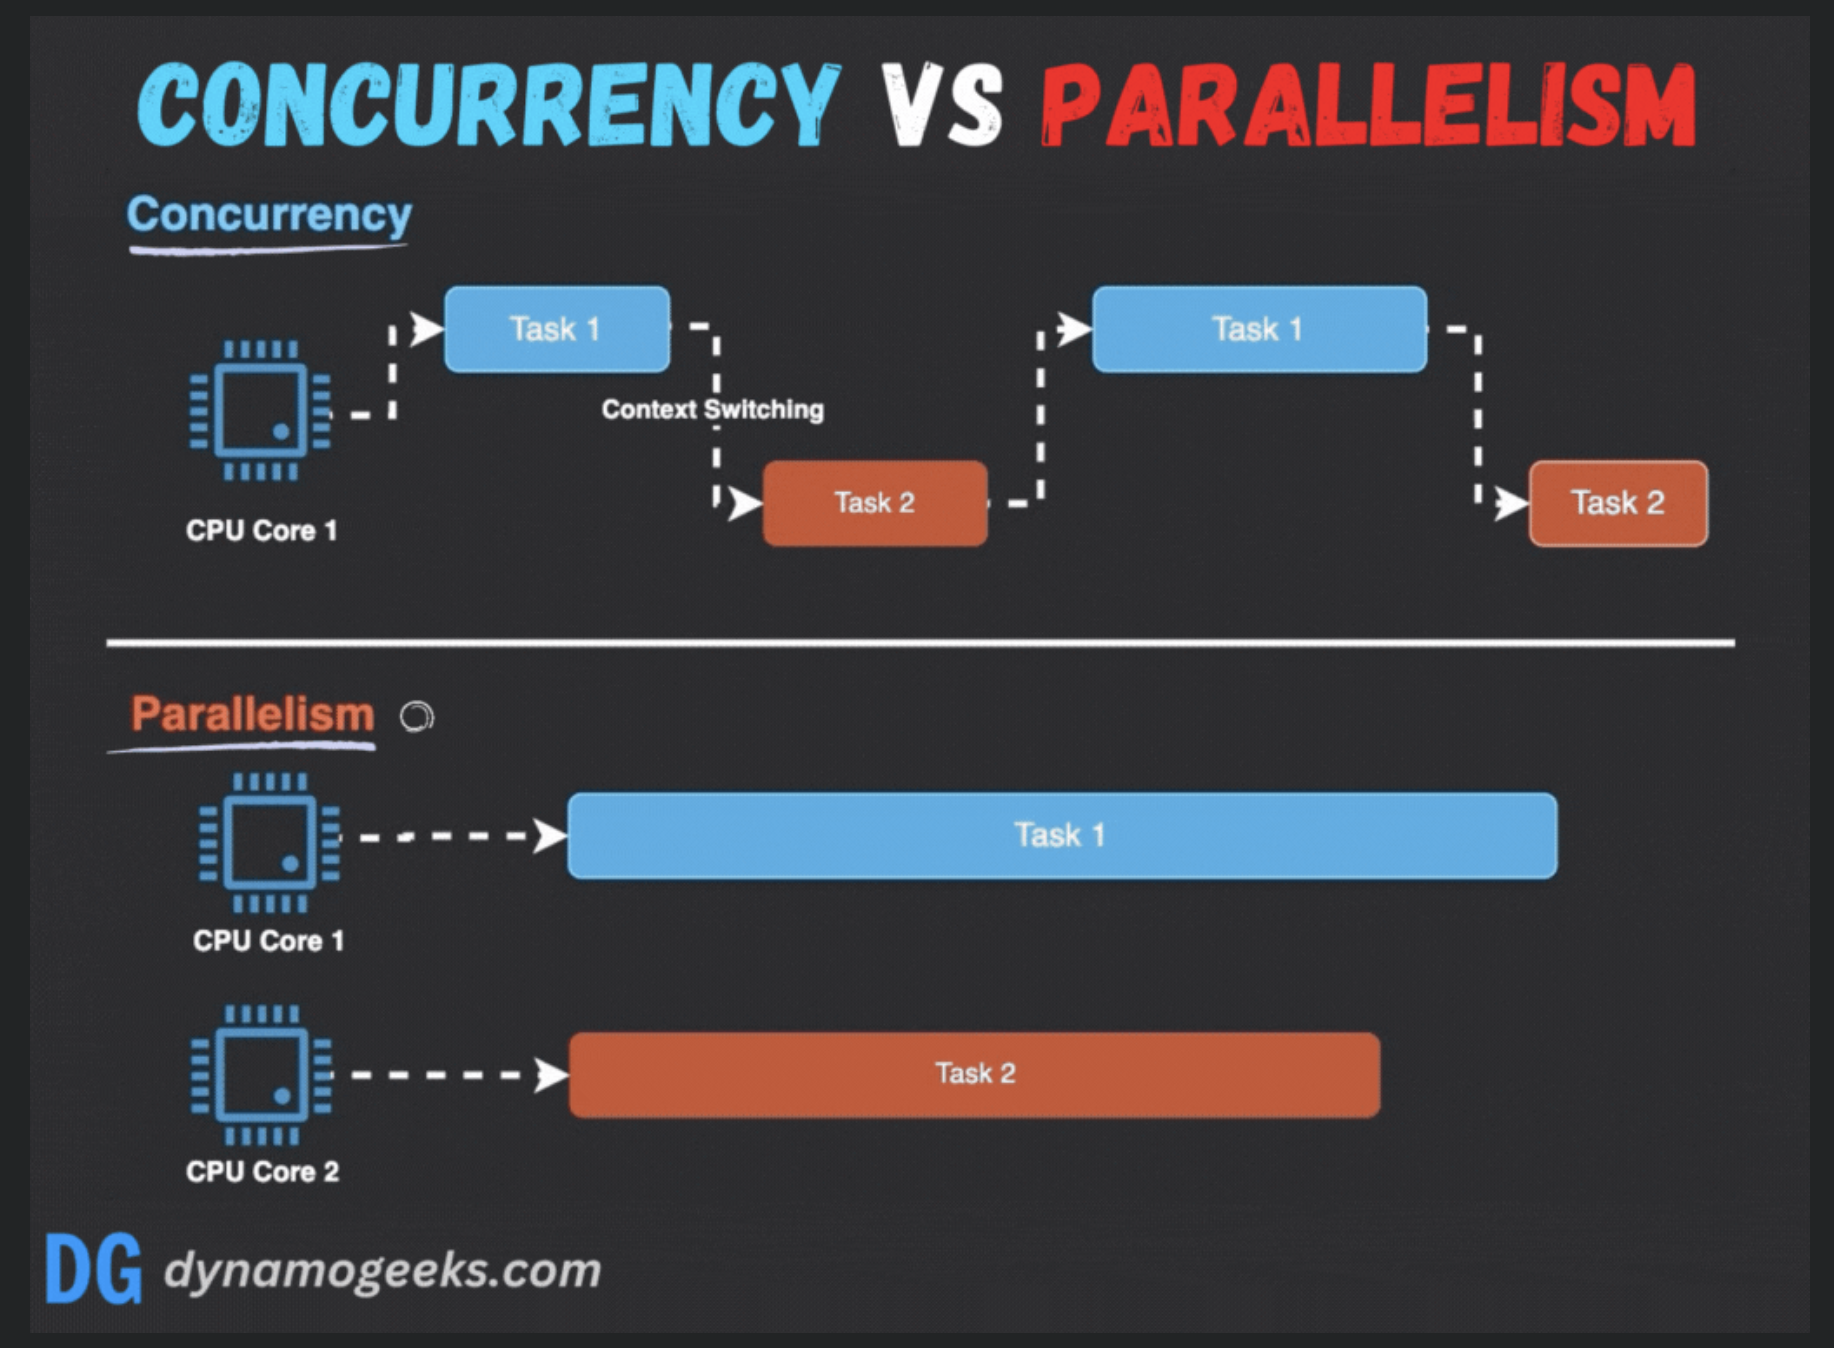 CONCURRENCY VS PARALLELISM
Concurrency
Task 1
Task 1
Context Switching
Task 2
Task 2
CPU Core 1
Parallelism
Task 1
CPU Core 1
Task 2
CPU Core 2
DG dynamogeeks.com